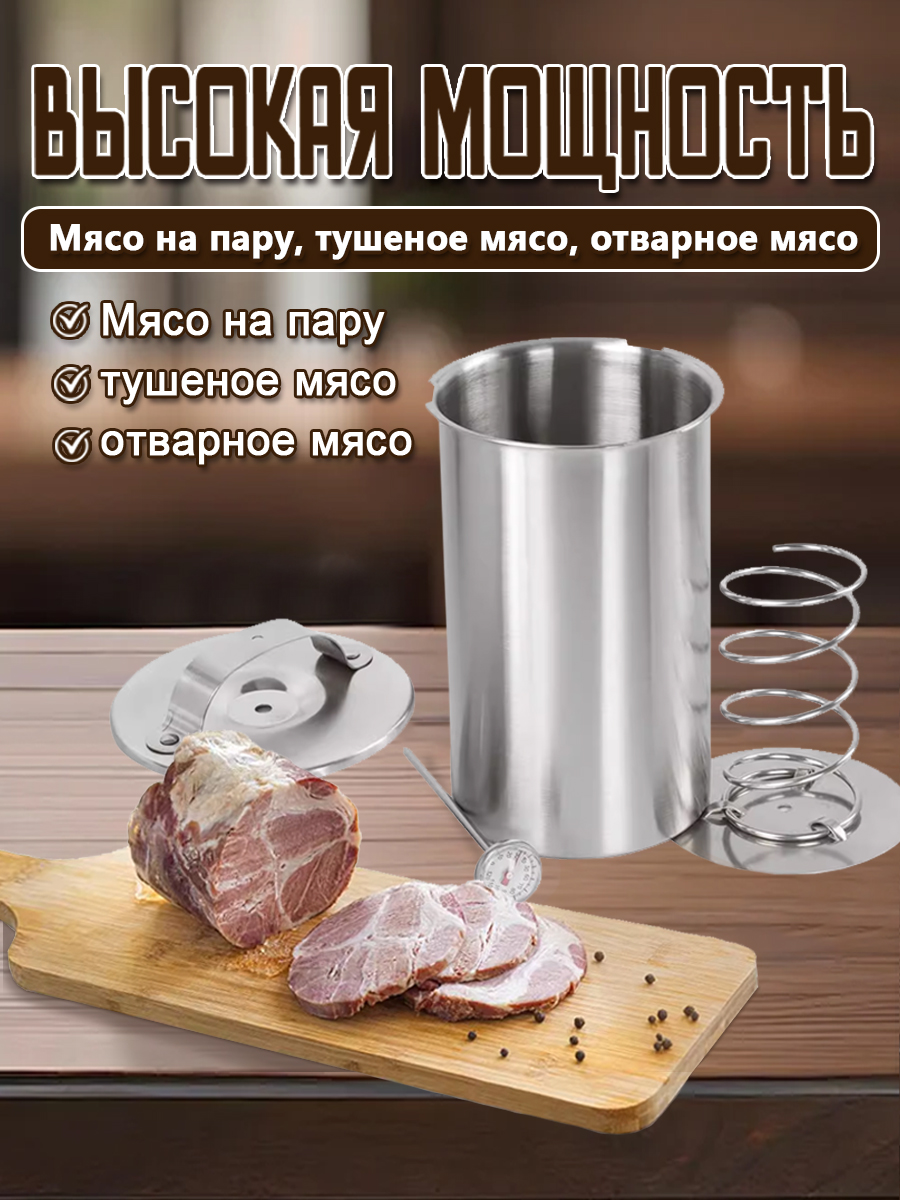 ВЫСОКАЯ МОЩНОСТЬ
Мясо на пару, тушеное мясо, отварное мясо
Мясо на пару
тушеное мясо
отварное мясо